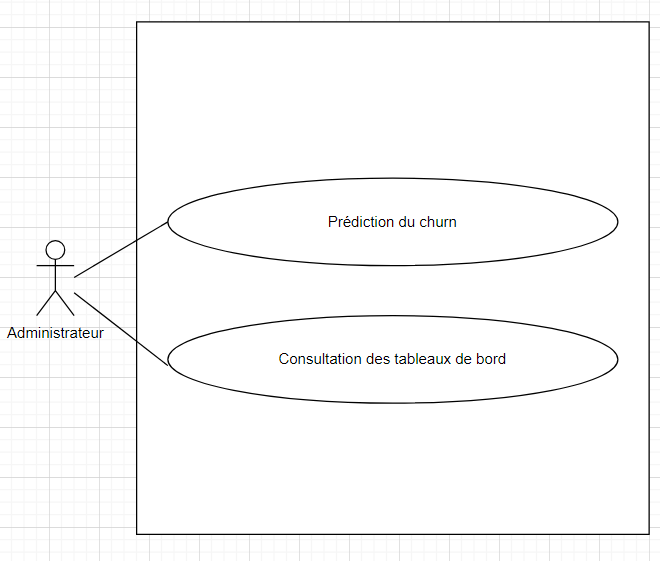 Prédiction du churn
Administrateur
Consultation des tableaux de bord